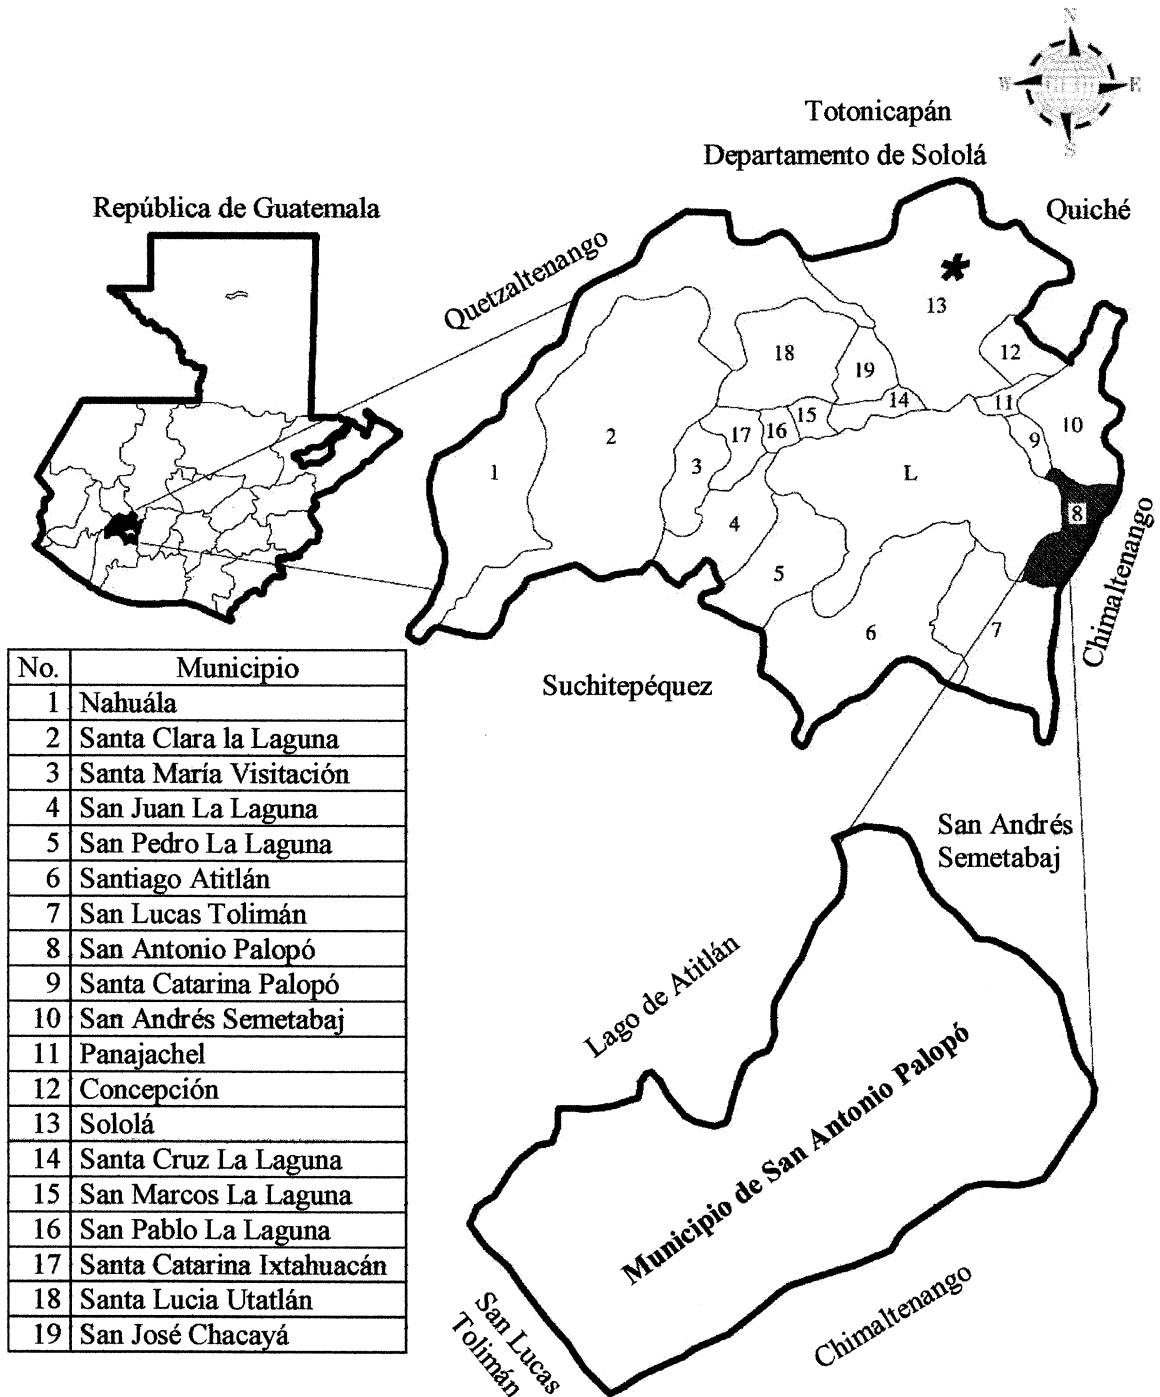 N
W
E
S
Totonicapán
Departamento de Sololá
República de Guatemala
Quiché
Quetzaltenango
*
13
12
18
19
11
14
10
15
17
16
9
2
3
1
L
8
4
5
6
7
Chimaltenango
Suchitepéquez
No. Municipio
1 Nahuála
2 Santa Clara la Laguna
3 Santa María Visitación
4 San Juan La Laguna
5 San Pedro La Laguna
6 Santiago Atitlán
7 San Lucas Tolimán
8 San Antonio Palopó
9 Santa Catarina Palopó
10 San Andrés Semetabaj
11 Panajachel
12 Concepción
13 Sololá
14 Santa Cruz La Laguna
15 San Marcos La Laguna
16 San Pablo La Laguna
17 Santa Catarina Ixtahuacán
18 Santa Lucia Utatlán
19 San José Chacayá
San Andrés
Semetabaj
Lago de Atitlán
Municipio de San Antonio Palopó
San Lucas
Tolimán
Chimaltenango